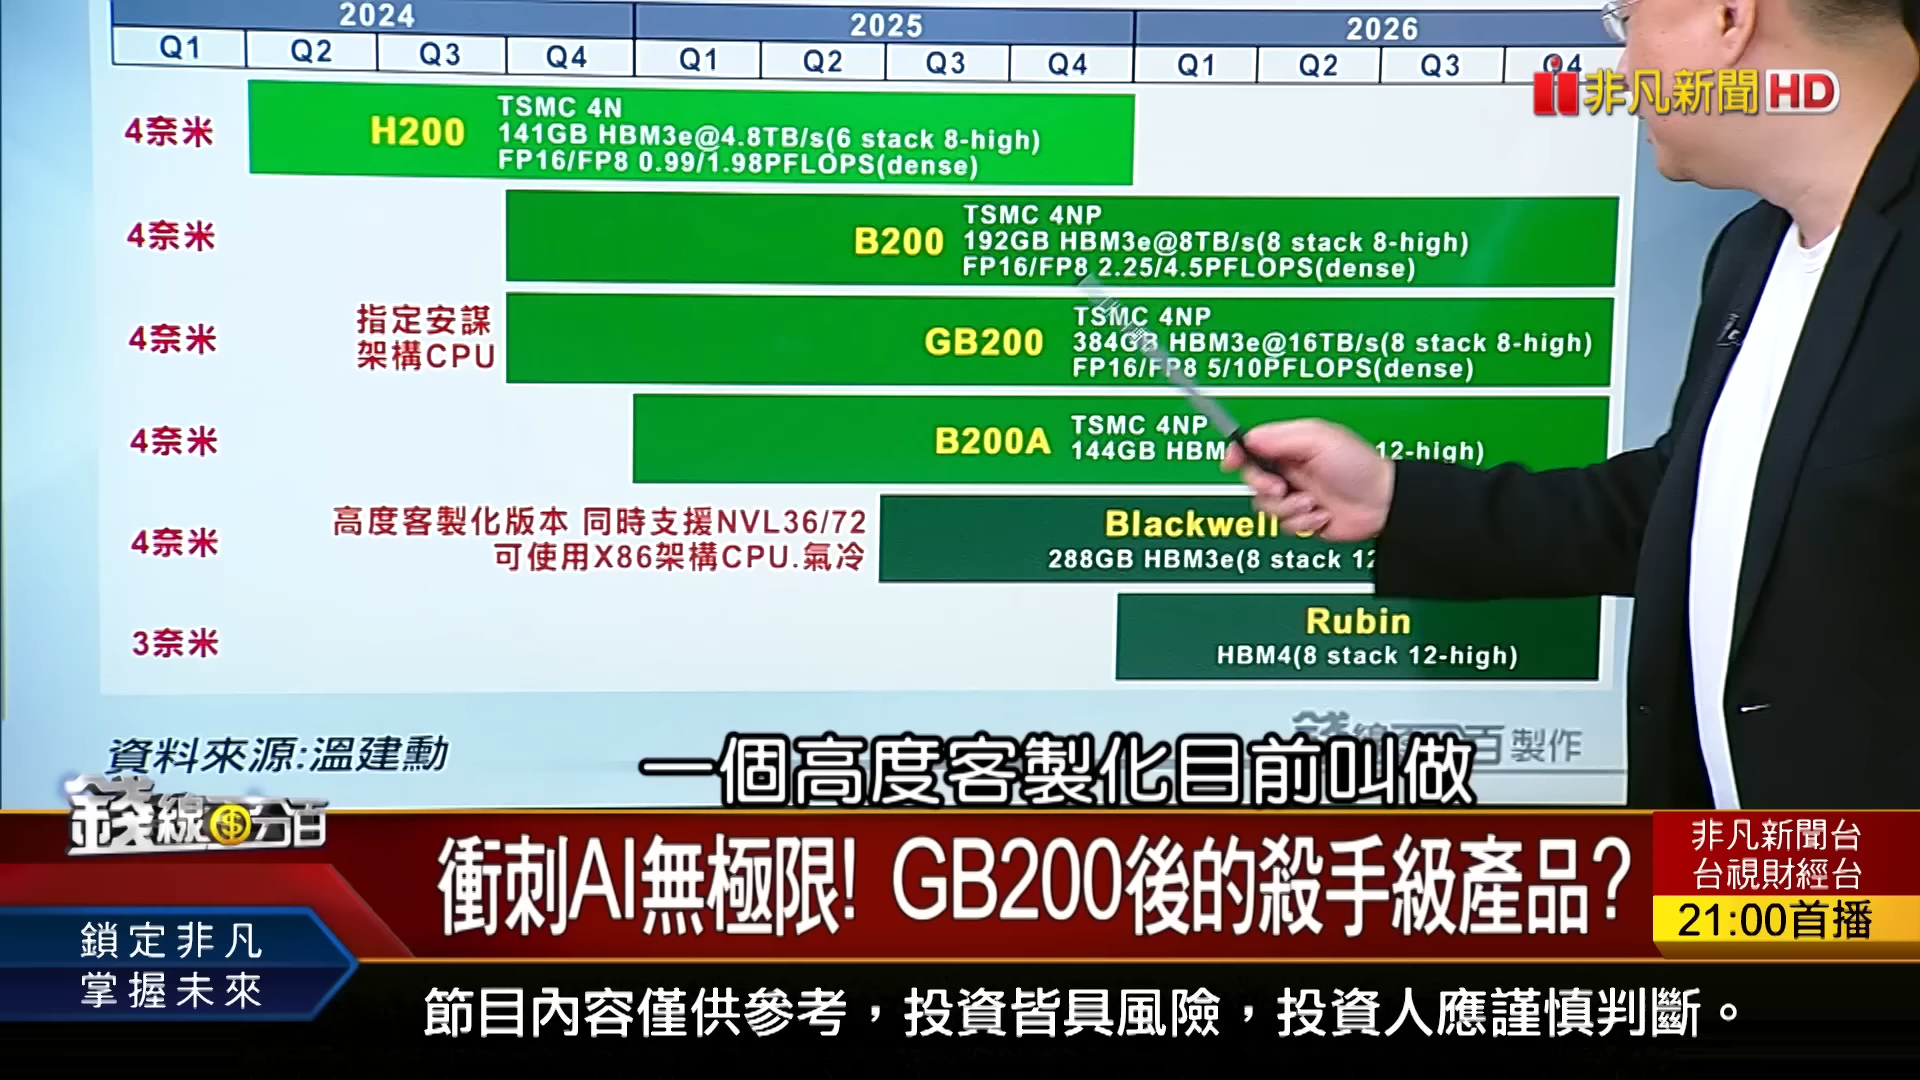 2024
2025
2026
Q1 Q2 Q3 Q4 Q1 Q2 Q3 Q4 Q1 Q2 Q3 Q4
非凡新聞HD
4奈米
H200
TSMC 4N
141GB HBM3e@4.8TB/s(6 stack 8-high)
FP16/FP8 0.99/1.98PFLOPS(dense)
4奈米
B200
TSMC 4NP
192GB HBM3e@8TB/s(8 stack 8-high)
FP16/FP8 2.25/4.5PFLOPS(dense)
4奈米
指定安謀
架構CPU
GB200
TSMC 4NP
384GB HBM3e@16TB/s(8 stack 8-high)
FP16/FP8 5/10PFLOPS(dense)
4奈米
B200A
TSMC 4NP
144GB 12-high)
4奈米
高度客製化版本 同時支援NVL36/72
可使用X86架構CPU.氣冷
Blackwell
288GB HBM3e(8 stack
3奈米
Rubin
HBM4(8 stack 12-high)
資料來源:溫建勳
製作
一個高度客製化目前叫做
錢線百分百
衝刺AI無極限! GB200後的殺手級產品?
非凡新聞台
台視財經台
21:00首播
鎖定非凡
掌握未來
節目內容僅供參考，投資皆具風險，投資人應謹慎判斷。